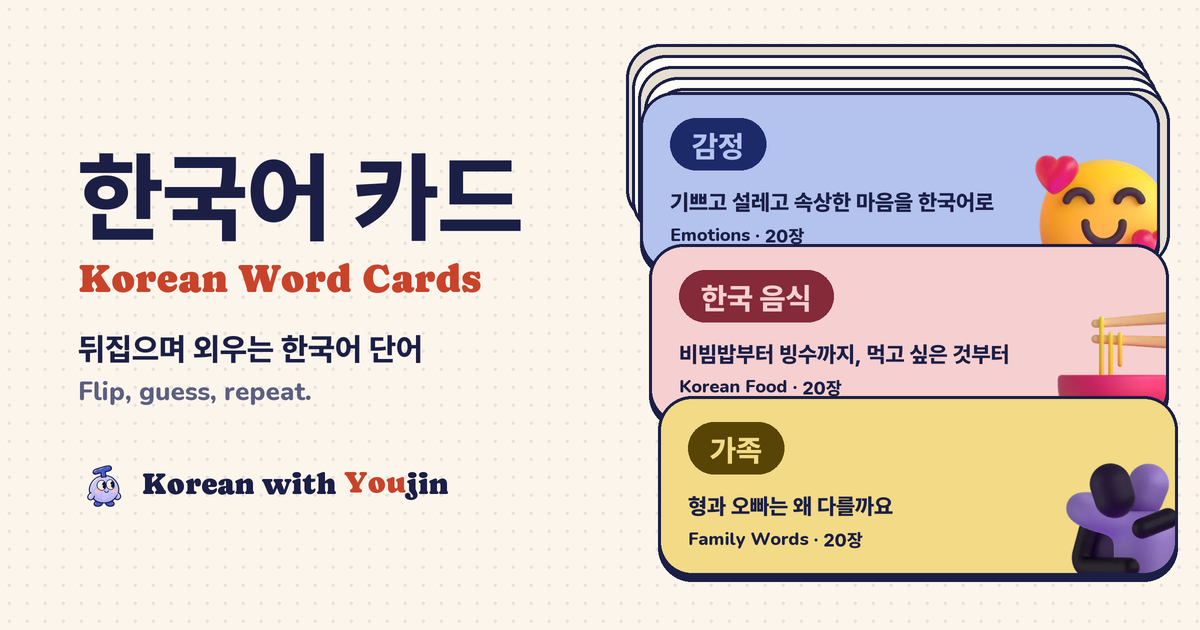 한국어 카드
Korean Word Cards
뒤집으며 외우는 한국어 단어
Flip, guess, repeat.
Korean with Youjin
감정
기쁘고 설레고 속상한 마음을 한국어로
Emotions · 20장
한국 음식
비빔밥부터 빙수까지, 먹고 싶은 것부터
Korean Food · 20장
가족
형과 오빠는 왜 다를까요
Family Words · 20장